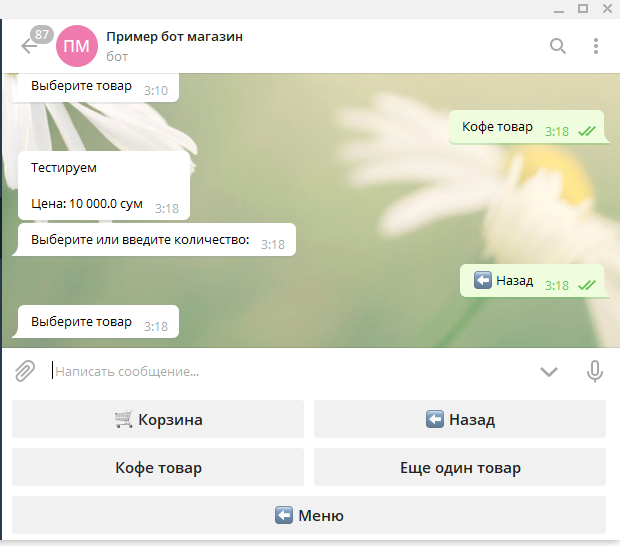 87
ПМ
Пример бот магазин
бот
Выберите товар 3:10
Кофе товар 3:18
Тестируем
Цена: 10 000.0 сум 3:18
Выберите или введите количество: 3:18
Назад 3:18
Выберите товар 3:18
Написать сообщение...
Корзина
Назад
Кофе товар
Еще один товар
Меню